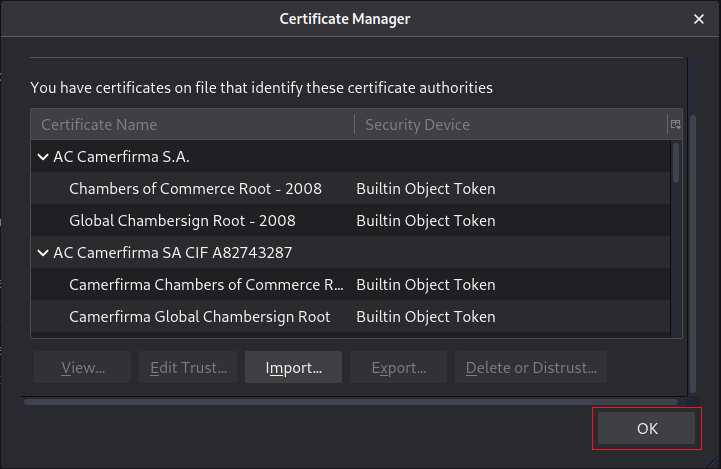 Certificate Manager
You have certificates on file that identify these certificate authorities
Certificate Name Security Device
AC Camerfirma S.A.
Chambers of Commerce Root - 2008 Builtin Object Token
Global Chambersign Root - 2008 Builtin Object Token
AC Camerfirma SA CIF A82743287
Camerfirma Chambers of Commerce R... Builtin Object Token
Camerfirma Global Chambersign Root Builtin Object Token
View... Edit Trust... Import... Export... Delete or Distrust...
OK